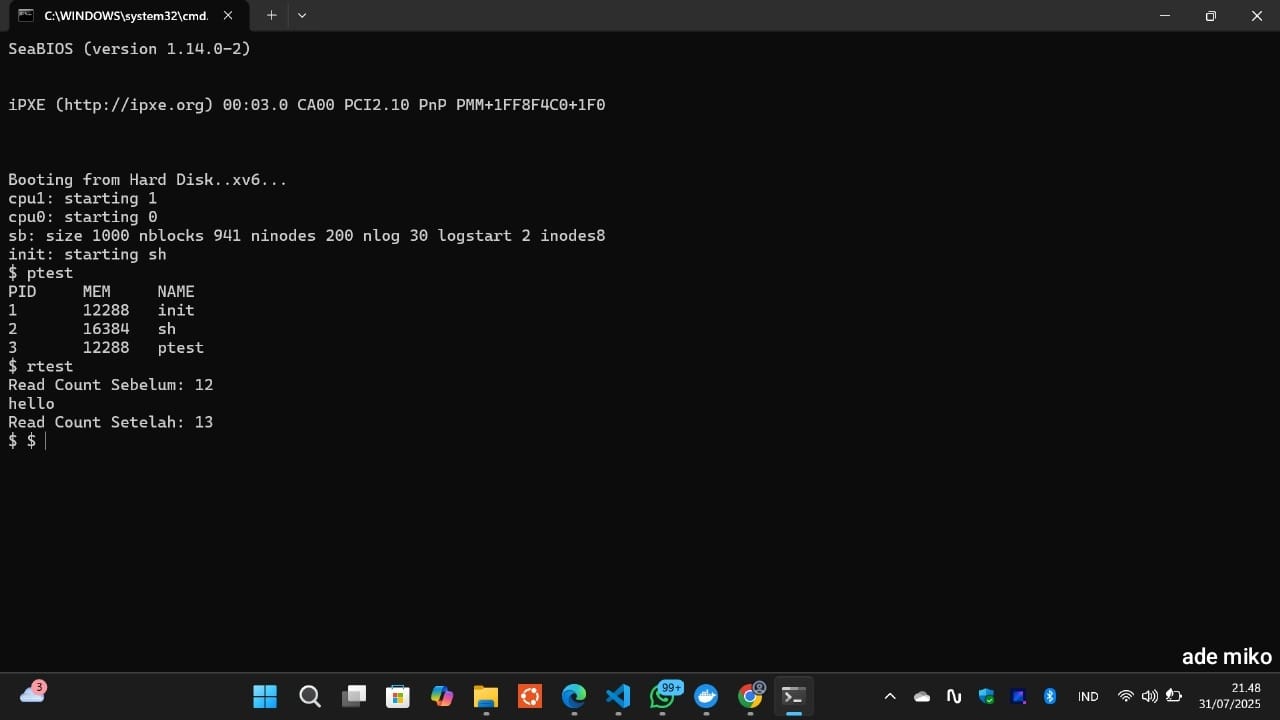 C:\WINDOWS\system32\cmd.
SeaBIOS (version 1.14.0-2)
iPXE (http://ipxe.org) 00:03.0 CA00 PCI2.10 PnP PMM+1FF8F4C0+1F0
Booting from Hard Disk..xv6...
cpu1: starting 1
cpu0: starting 0
sb: size 1000 nblocks 941 ninodes 200 nlog 30 logstart 2 inodes8
init: starting sh
$ ptest
PID MEM NAME
1 12288 init
2 16384 sh
3 12288 ptest
$ rtest
Read Count Sebelum: 12
hello
Read Count Setelah: 13
$ $
ade miko
3
99+
IND
21.48
31/07/2025